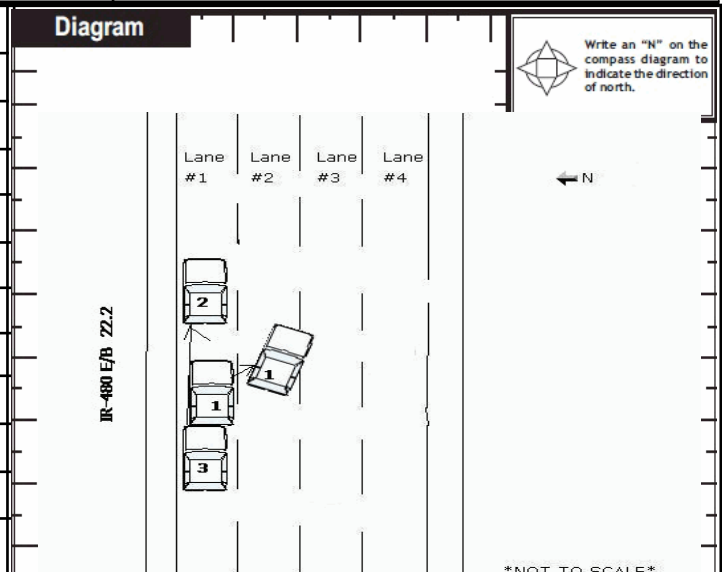 Diagram
Write an "N" on the
compass diagram to
indicate the direction
of north.
Lane Lane Lane Lane
#1 #2 #3 #4
N
IR-480 E/B 22.2
2
1
1
3
*NOT TO SCALE*